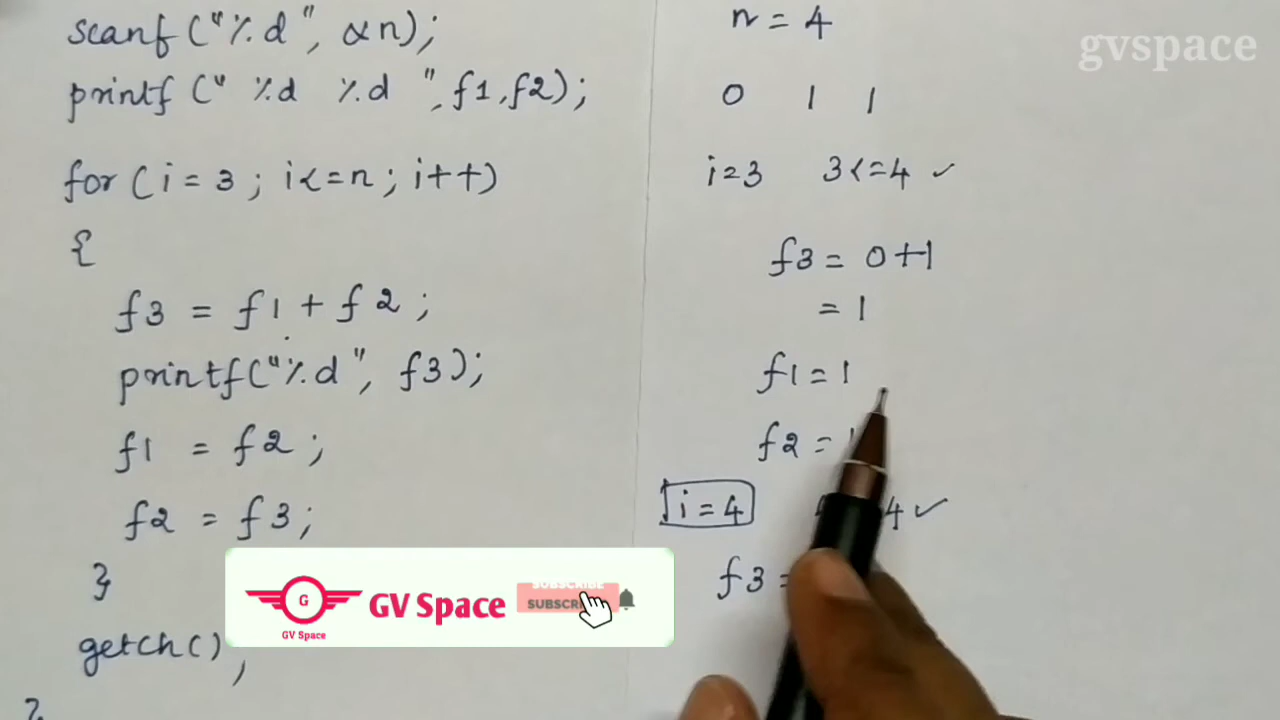 scanf ("%d", &n);
printf (" %d %d ", f1, f2);
for ( i = 3 ; i <= n ; i++)
{
f3 = f1 + f2 ;
printf("%d", f3);
f1 = f2 ;
f2 = f3 ;
}
getch() ;
n = 4
0 1 1
i=3 3<=4 ✓
f3 = 0+1
= 1
f1 = 1
f2 =
i = 4 4 ✓
f3 =
gvspace
G
GV Space
GV Space
SUBSCRIBE